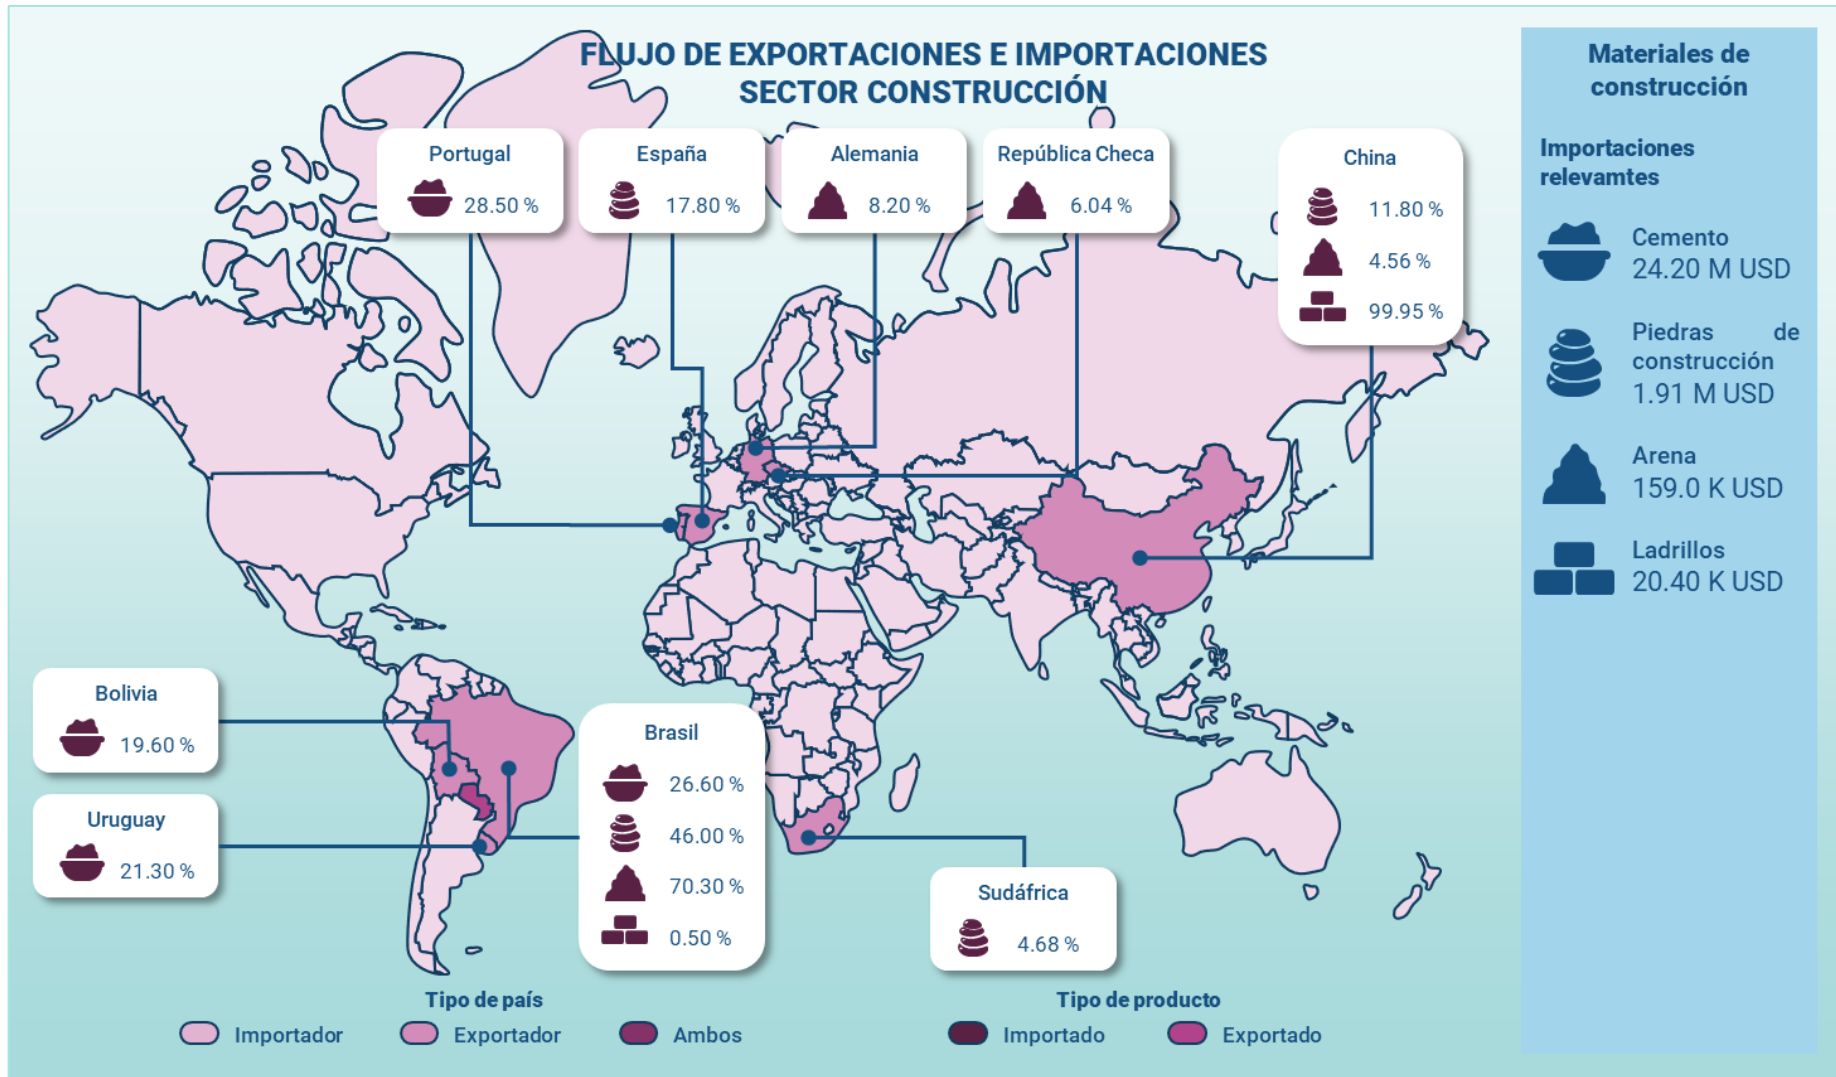 FLUJO DE EXPORTACIONES E IMPORTACIONES
SECTOR CONSTRUCCIÓN
Portugal
28.50 %
España
17.80 %
Alemania
8.20 %
República Checa
6.04 %
China
11.80 %
4.56 %
99.95 %
Bolivia
19.60 %
Uruguay
21.30 %
Brasil
26.60 %
46.00 %
70.30 %
0.50 %
Sudáfrica
4.68 %
Tipo de país
Importador
Exportador
Ambos
Tipo de producto
Importado
Exportado
Materiales de
construcción
Importaciones
relevamtes
Cemento
24.20 M USD
Piedras de
construcción
1.91 M USD
Arena
159.0 K USD
Ladrillos
20.40 K USD